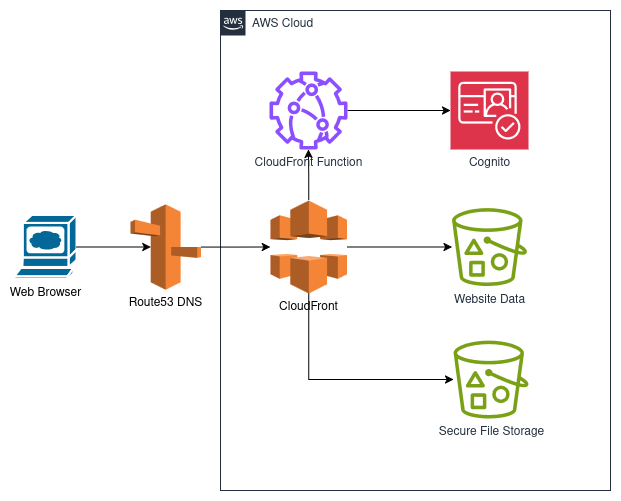 aws
AWS Cloud
CloudFront Function
Cognito
Web Browser
Route53 DNS
CloudFront
Website Data
Secure File Storage